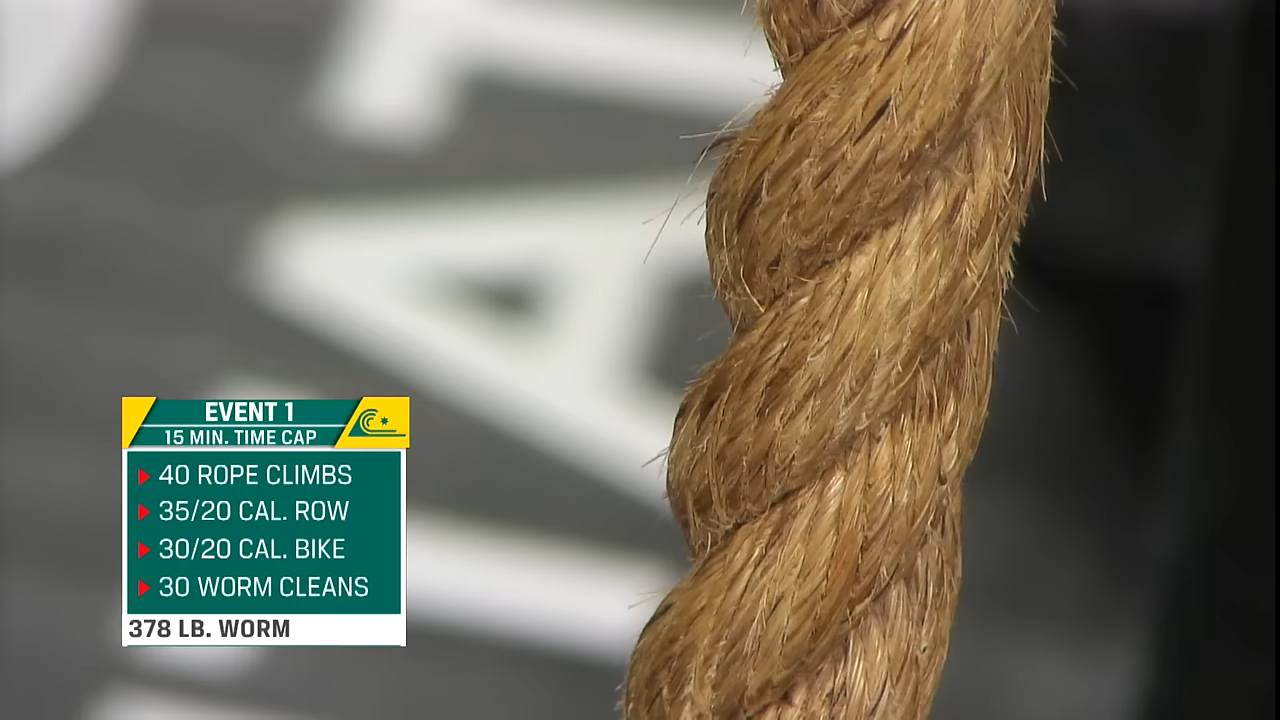 EVENT 1
15 MIN. TIME CAP
40 ROPE CLIMBS
35/20 CAL. ROW
30/20 CAL. BIKE
30 WORM CLEANS
378 LB. WORM